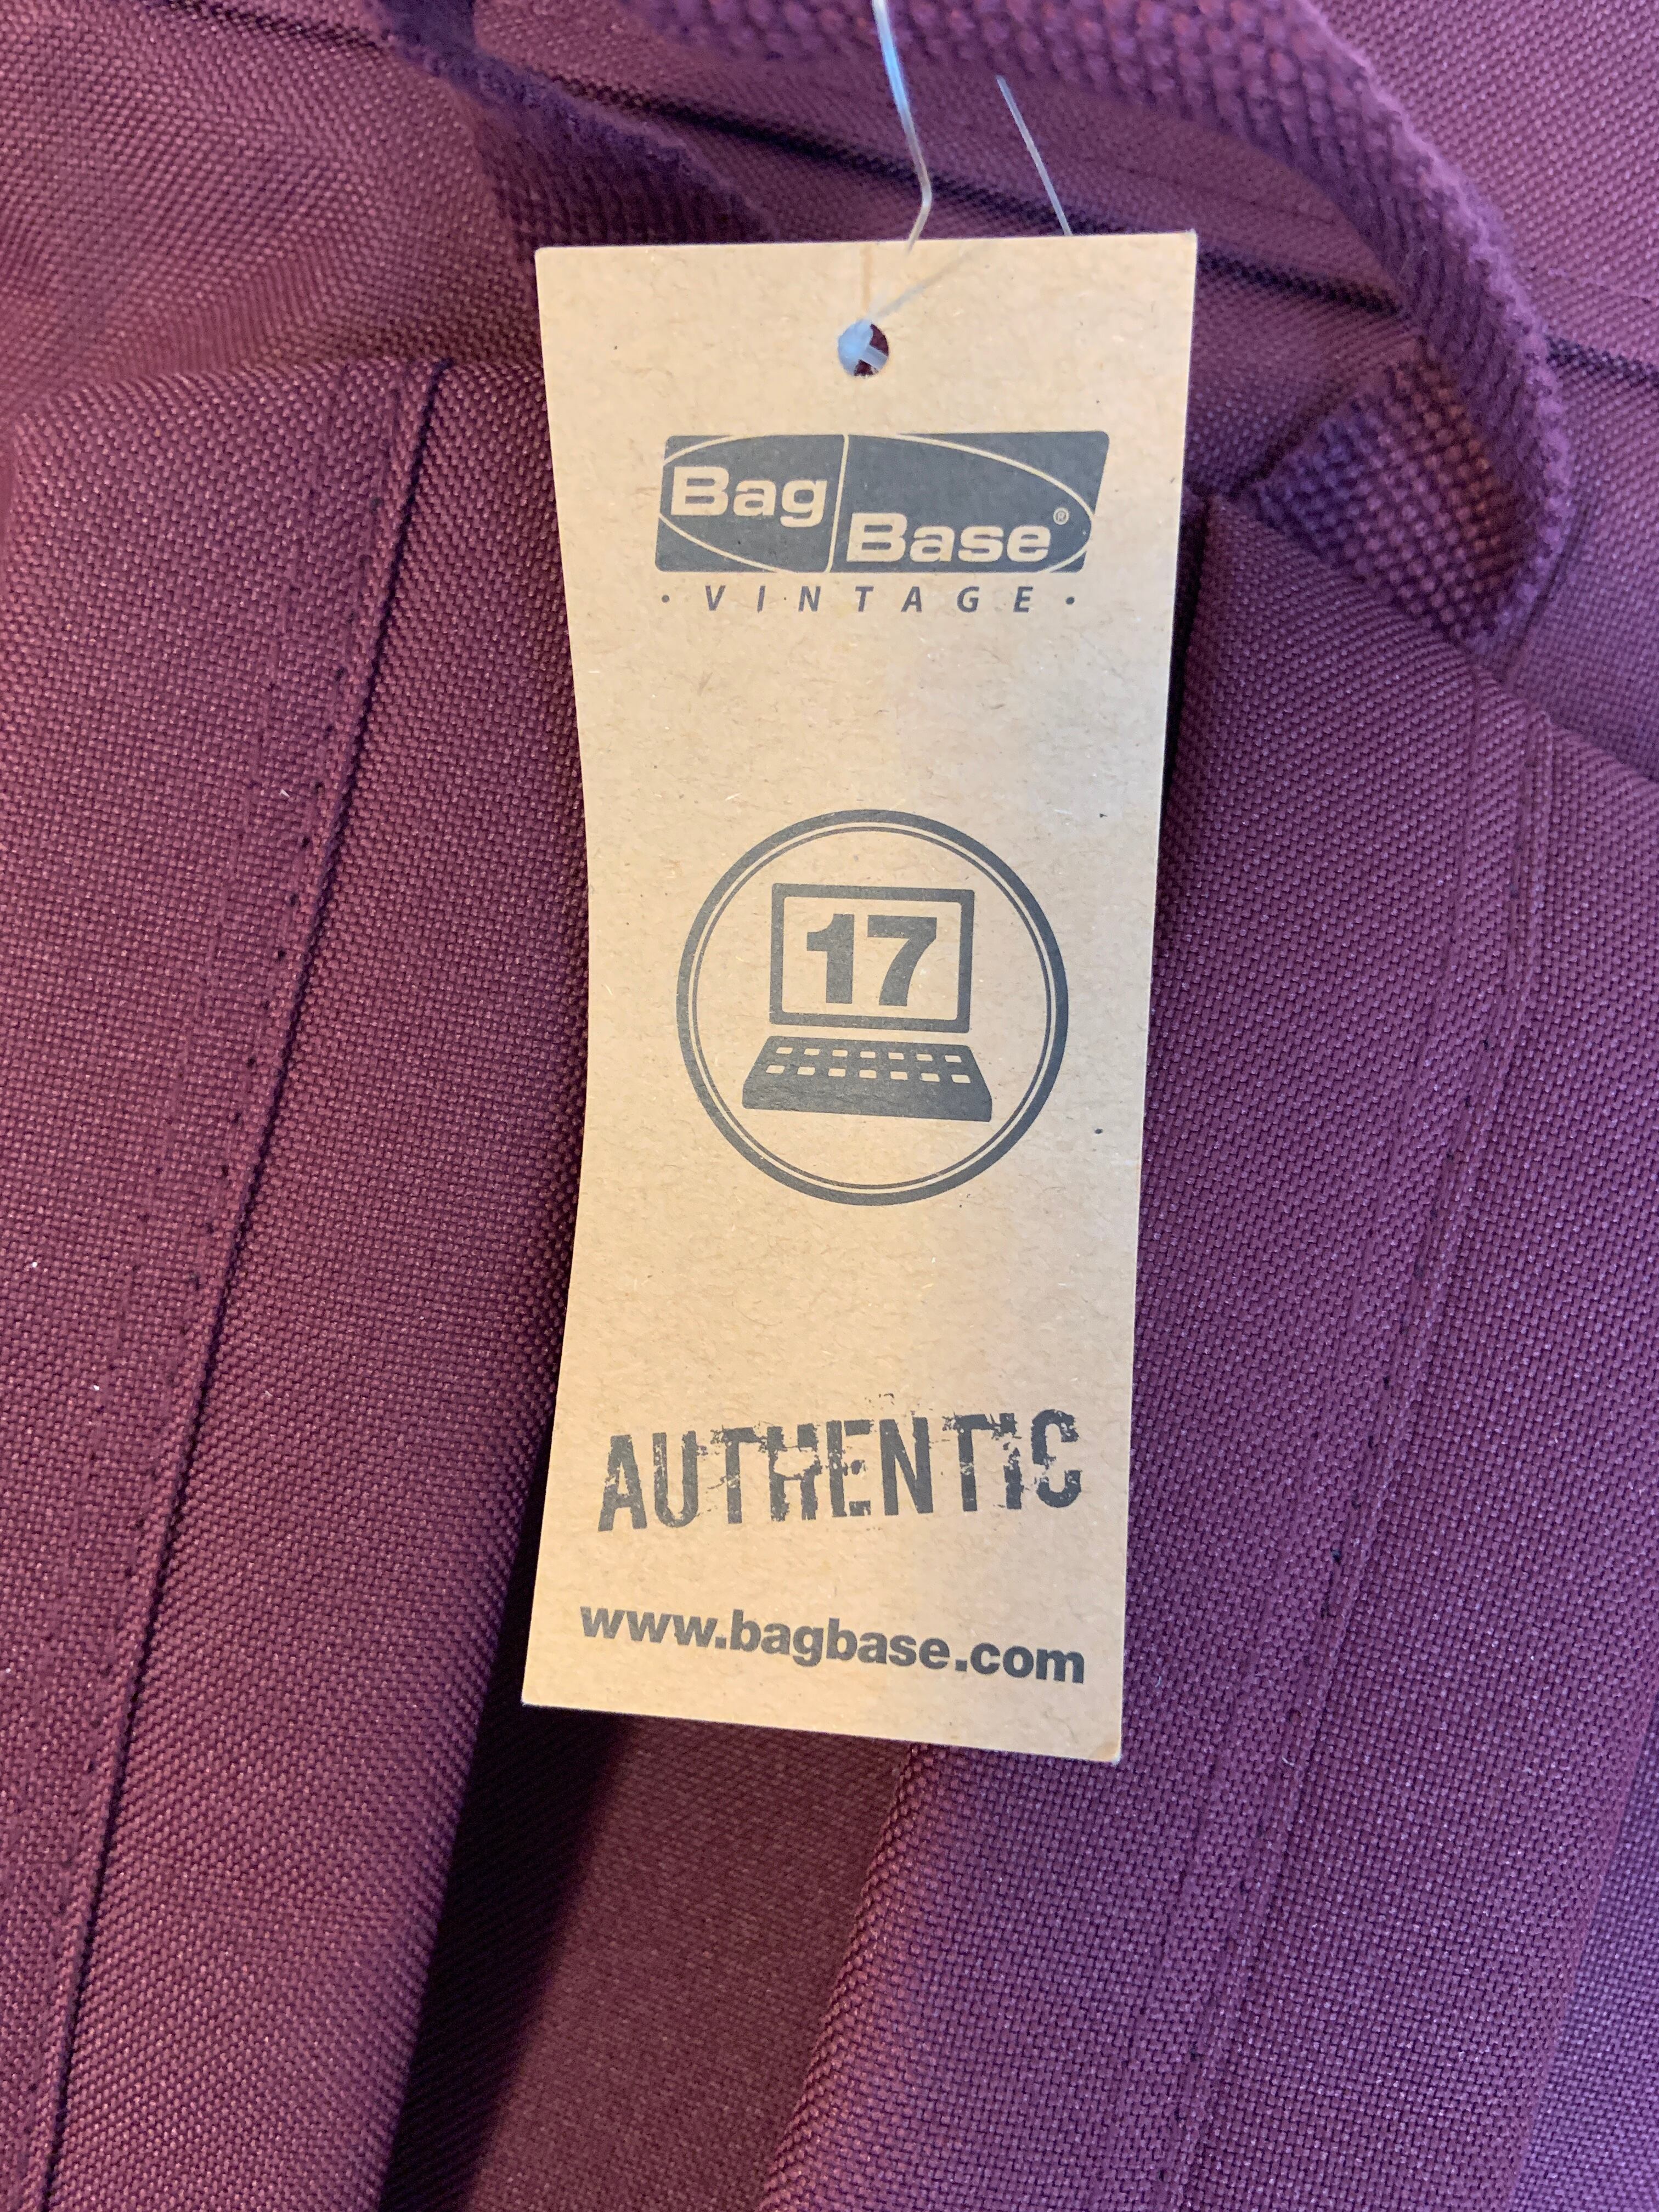 Bag Base®
• VINTAGE •
17
AUTHENTIC
www.bagbase.com